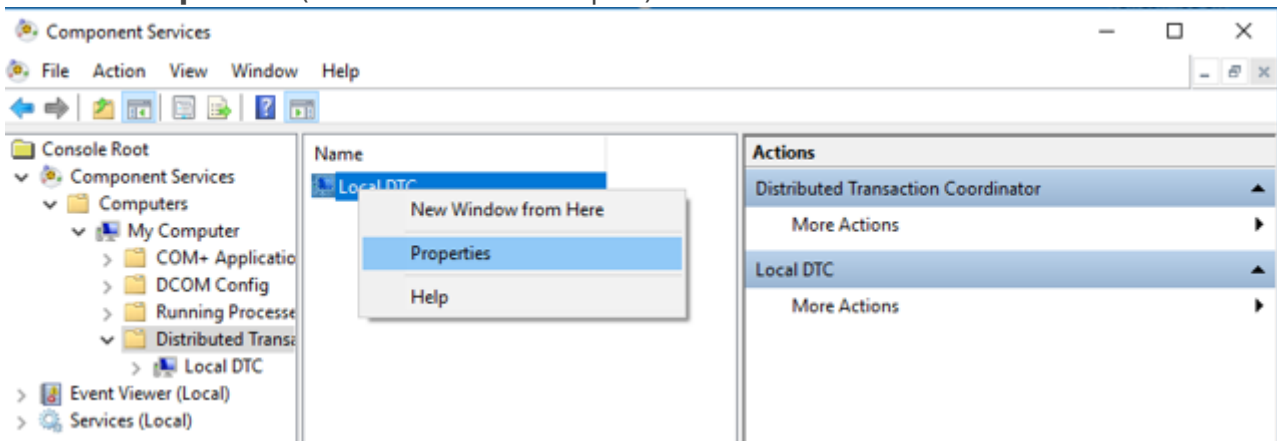 Component Services
File Action View Window Help
Console Root
Component Services
Computers
My Computer
COM+ Applicatio
DCOM Config
Running Processe
Distributed Transa
Local DTC
Event Viewer (Local)
Services (Local)
Name
Local DTC
New Window from Here
Properties
Help
Actions
Distributed Transaction Coordinator
More Actions
Local DTC
More Actions